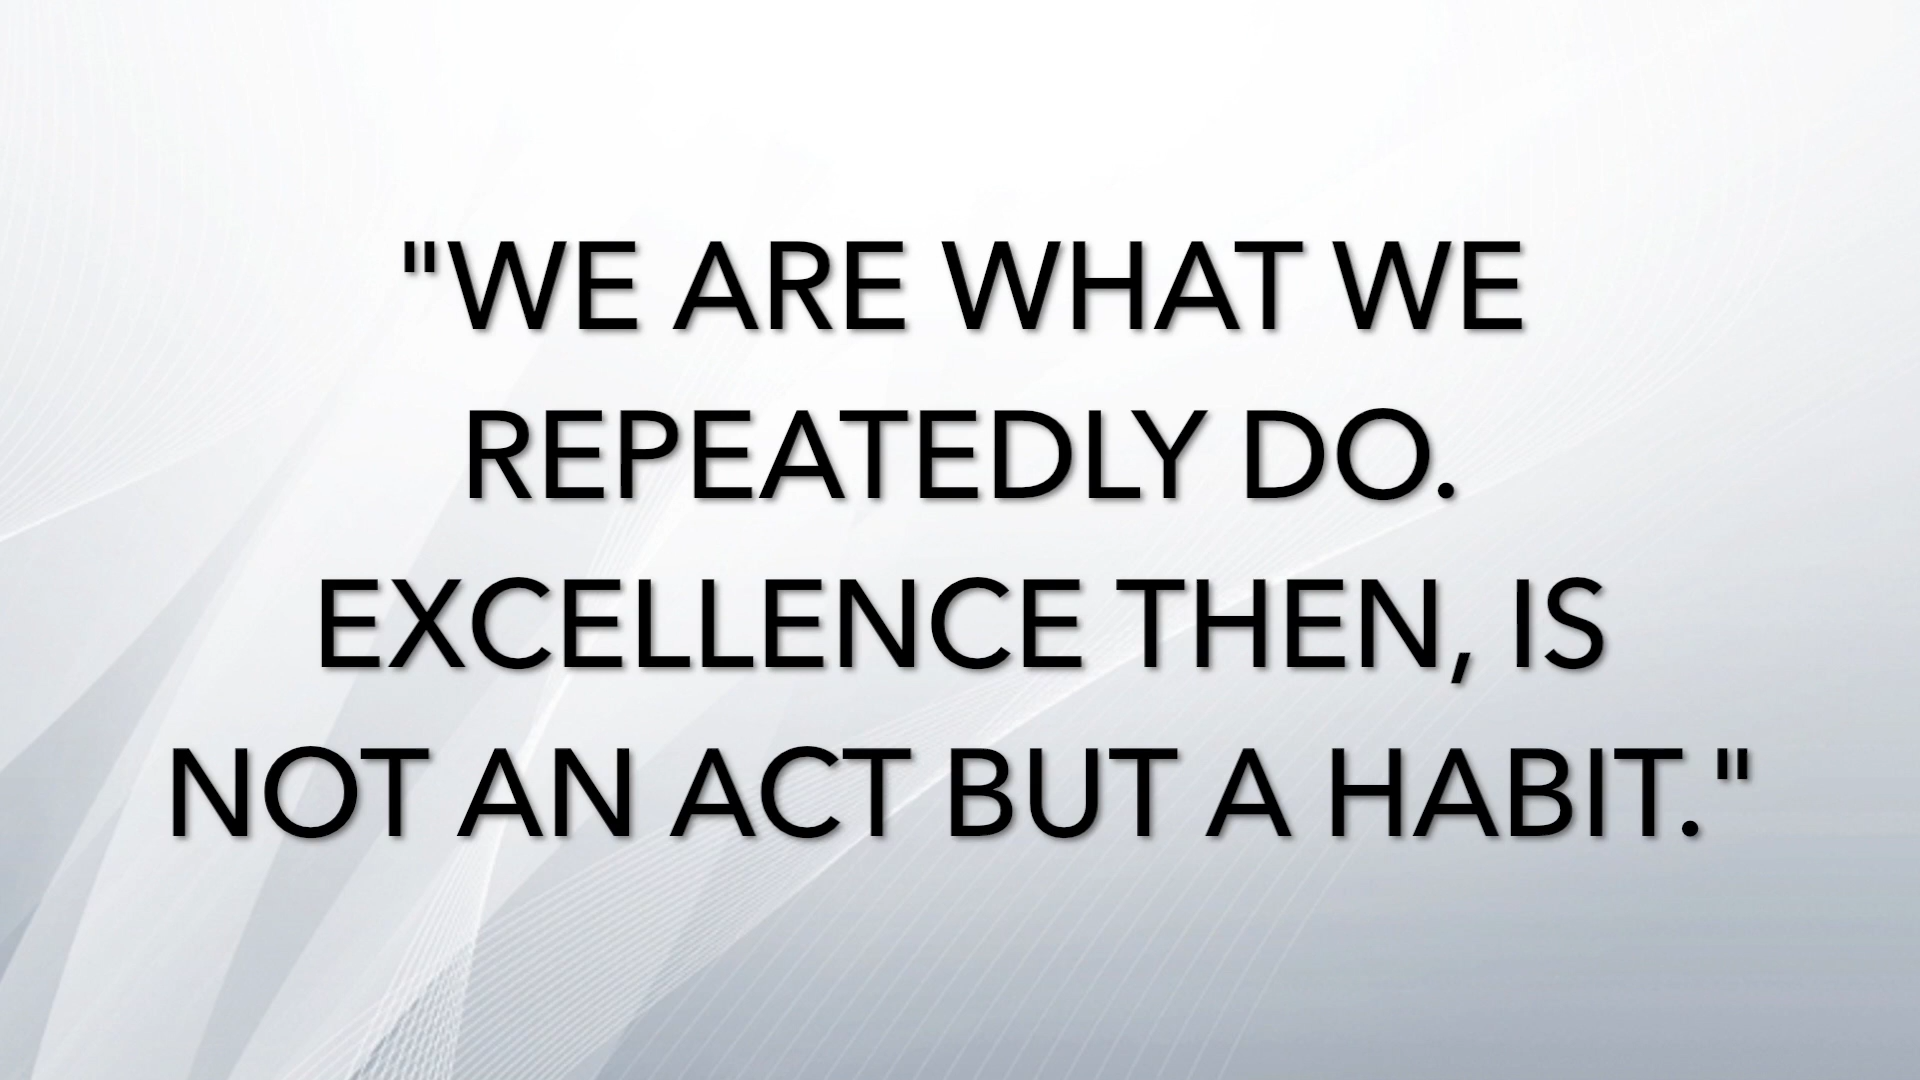 "WE ARE WHAT WE
REPEATEDLY DO.
EXCELLENCE THEN, IS
NOT AN ACT BUT A HABIT."